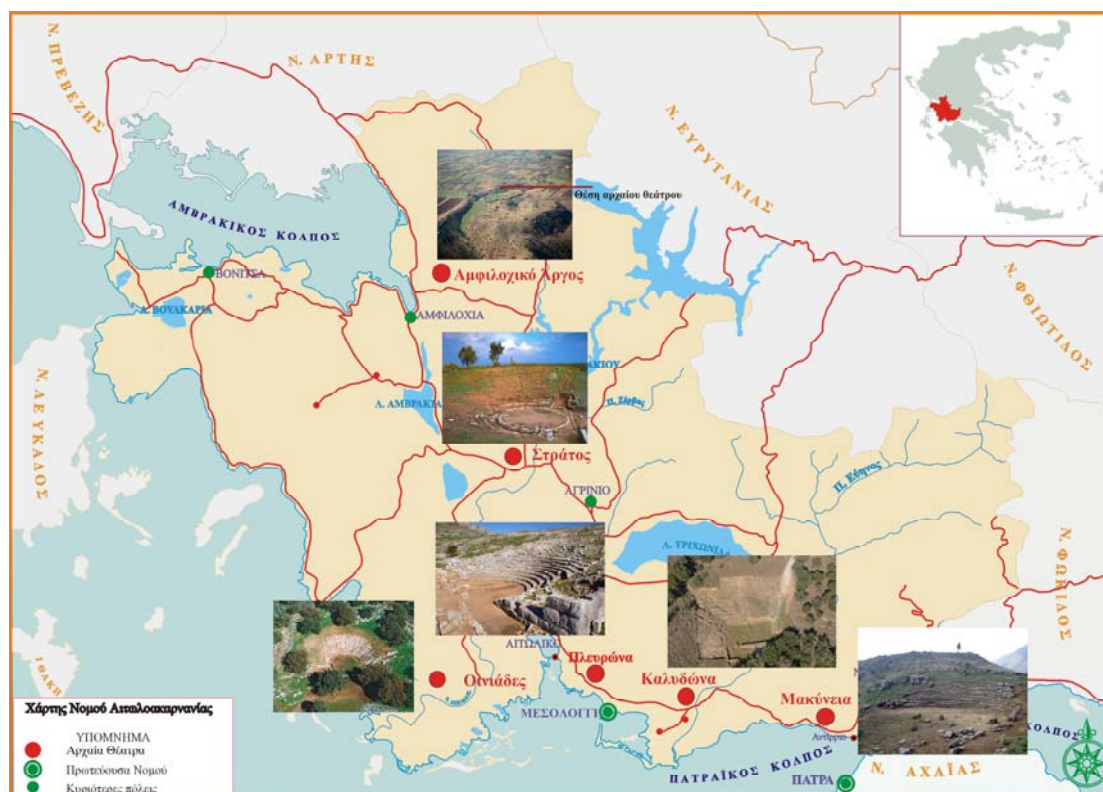 Ν. ΠΡΕΒΕΖΗΣ
Ν. ΑΡΤΗΣ
Ν. ΕΥΡΥΤΑΝΙΑΣ
Θέση αρχαίου θεάτρου
ΑΜΒΡΑΚΙΚΟΣ ΚΟΛΠΟΣ
Αμφιλοχικό Άργος
ΒΟΝΙΤΣΑ
Ν. ΦΘΙΩΤΙΔΟΣ
Λ. ΒΟΥΛΚΑΡΙΑ
ΑΜΦΙΛΟΧΙΑ
Ν. ΛΕΥΚΑΔΟΣ
Λ. ΑΜΒΡΑΚΙΑ
Στράτος
Π. Εύηνος
ΑΓΡΙΝΙΟ
Λ. ΤΡΙΧΩΝΙΔΑ
Ν. ΦΩΚΙΔΟΣ
ΑΙΤΩΛΙΚΟ
Πλευρώνα
ΙΘΑΚΗ
Οινιάδες
Καλυδώνα
Μακύνεια
ΜΕΣΟΛΟΓΓΙ
Αντίρριο
ΚΟΛΠΟΣ
ΠΑΤΡΑΪΚΟΣ ΚΟΛΠΟΣ
Ν. ΑΧΑΪΑΣ
ΠΑΤΡΑ
Χάρτης Νομού Αιτωλοακαρνανίας
ΥΠΟΜΝΗΜΑ
Αρχαία Θέατρα
Πρωτεύουσα Νομού
Κυριότερες πόλεις